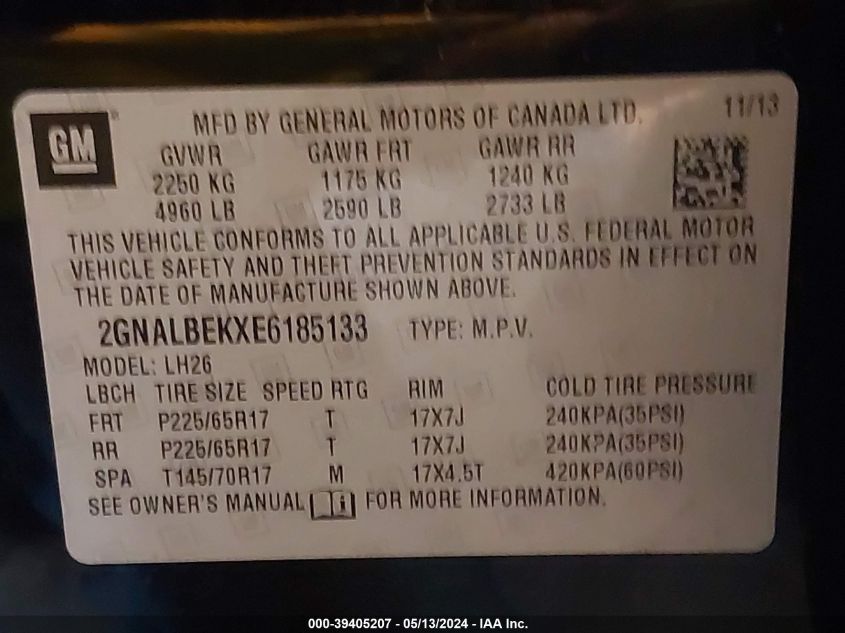 GM
MFD BY GENERAL MOTORS OF CANADA LTD. 11/13
GVWR GAWR FRT GAWR RR
2250 KG 1175 KG 1240 KG
4960 LB 2590 LB 2733 LB
THIS VEHICLE CONFORMS TO ALL APPLICABLE U.S. FEDERAL MOTOR
VEHICLE SAFETY AND THEFT PREVENTION STANDARDS IN EFFECT ON
THE DATE OF MANUFACTURE SHOWN ABOVE.
2GNALBEKXE6185133 TYPE: M.P.V.
MODEL: LH26
LBCH TIRE SIZE SPEED RTG RIM COLD TIRE PRESSURE
FRT P225/65R17 T 17X7J 240KPA(35PSI)
RR P225/65R17 T 17X7J 240KPA(35PSI)
SPA T145/70R17 M 17X4.5T 420KPA(60PSI)
SEE OWNER'S MANUAL FOR MORE INFORMATION.
000-39405207 - 05/13/2024 - IAA Inc.